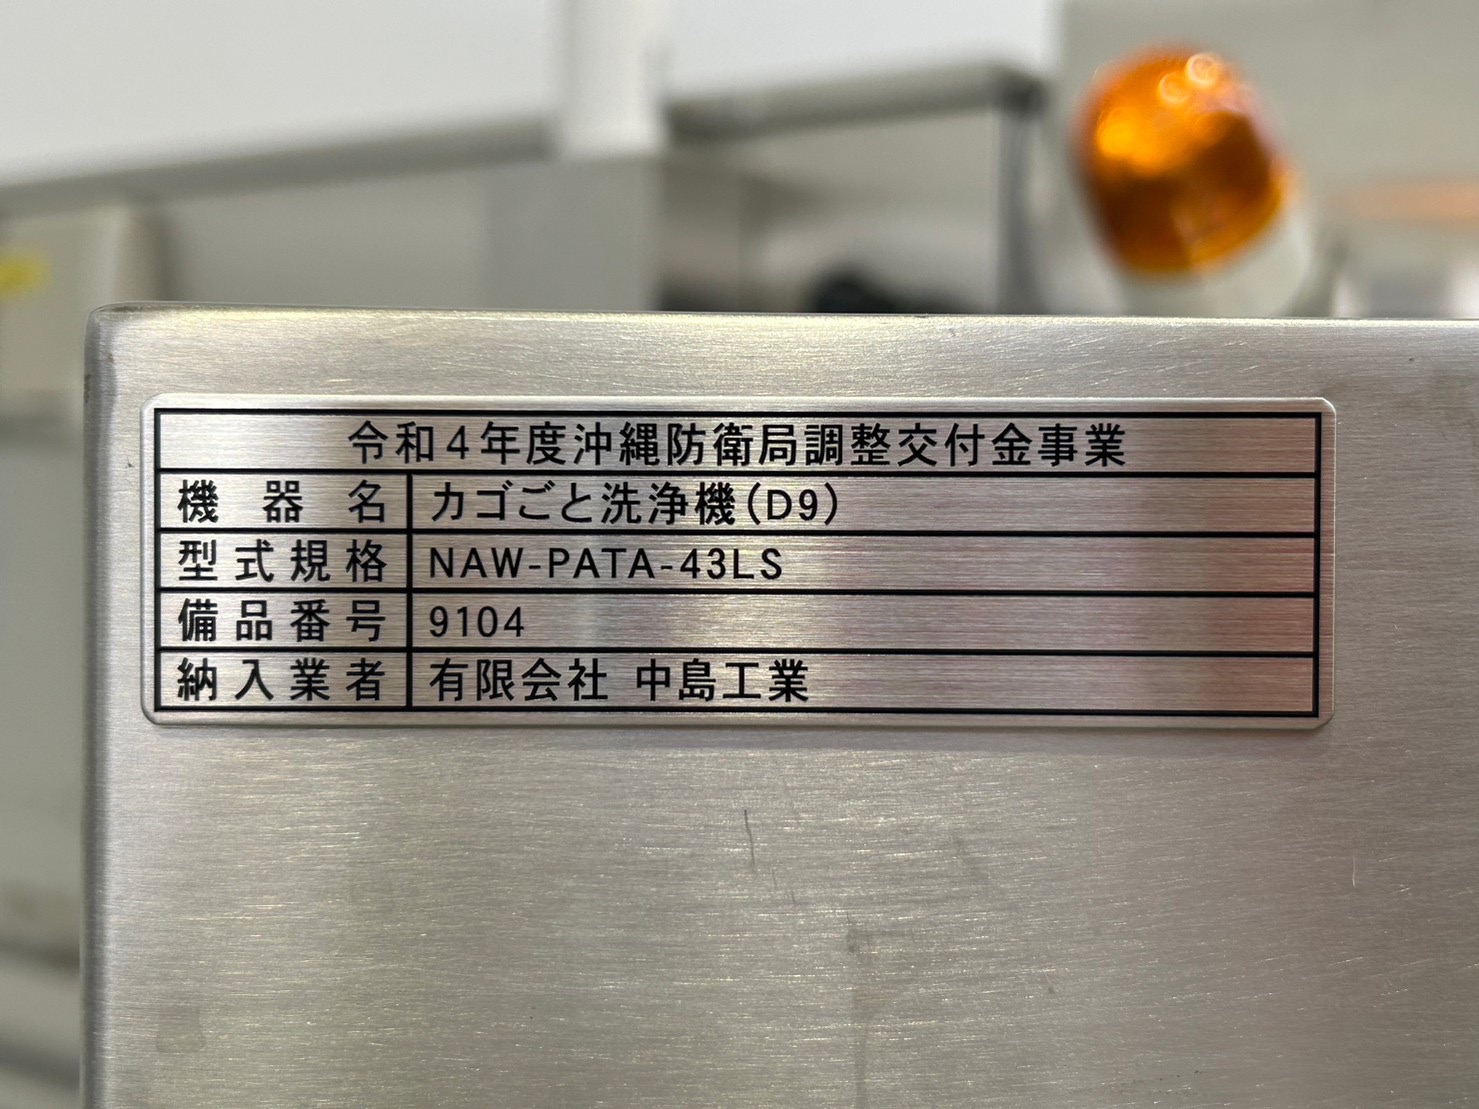 令和4年度沖縄防衛局調整交付金事業
機器名 カゴごと洗浄機(D9)
型式規格 NAW-PATA-43LS
備品番号 9104
納入業者 有限会社 中島工業